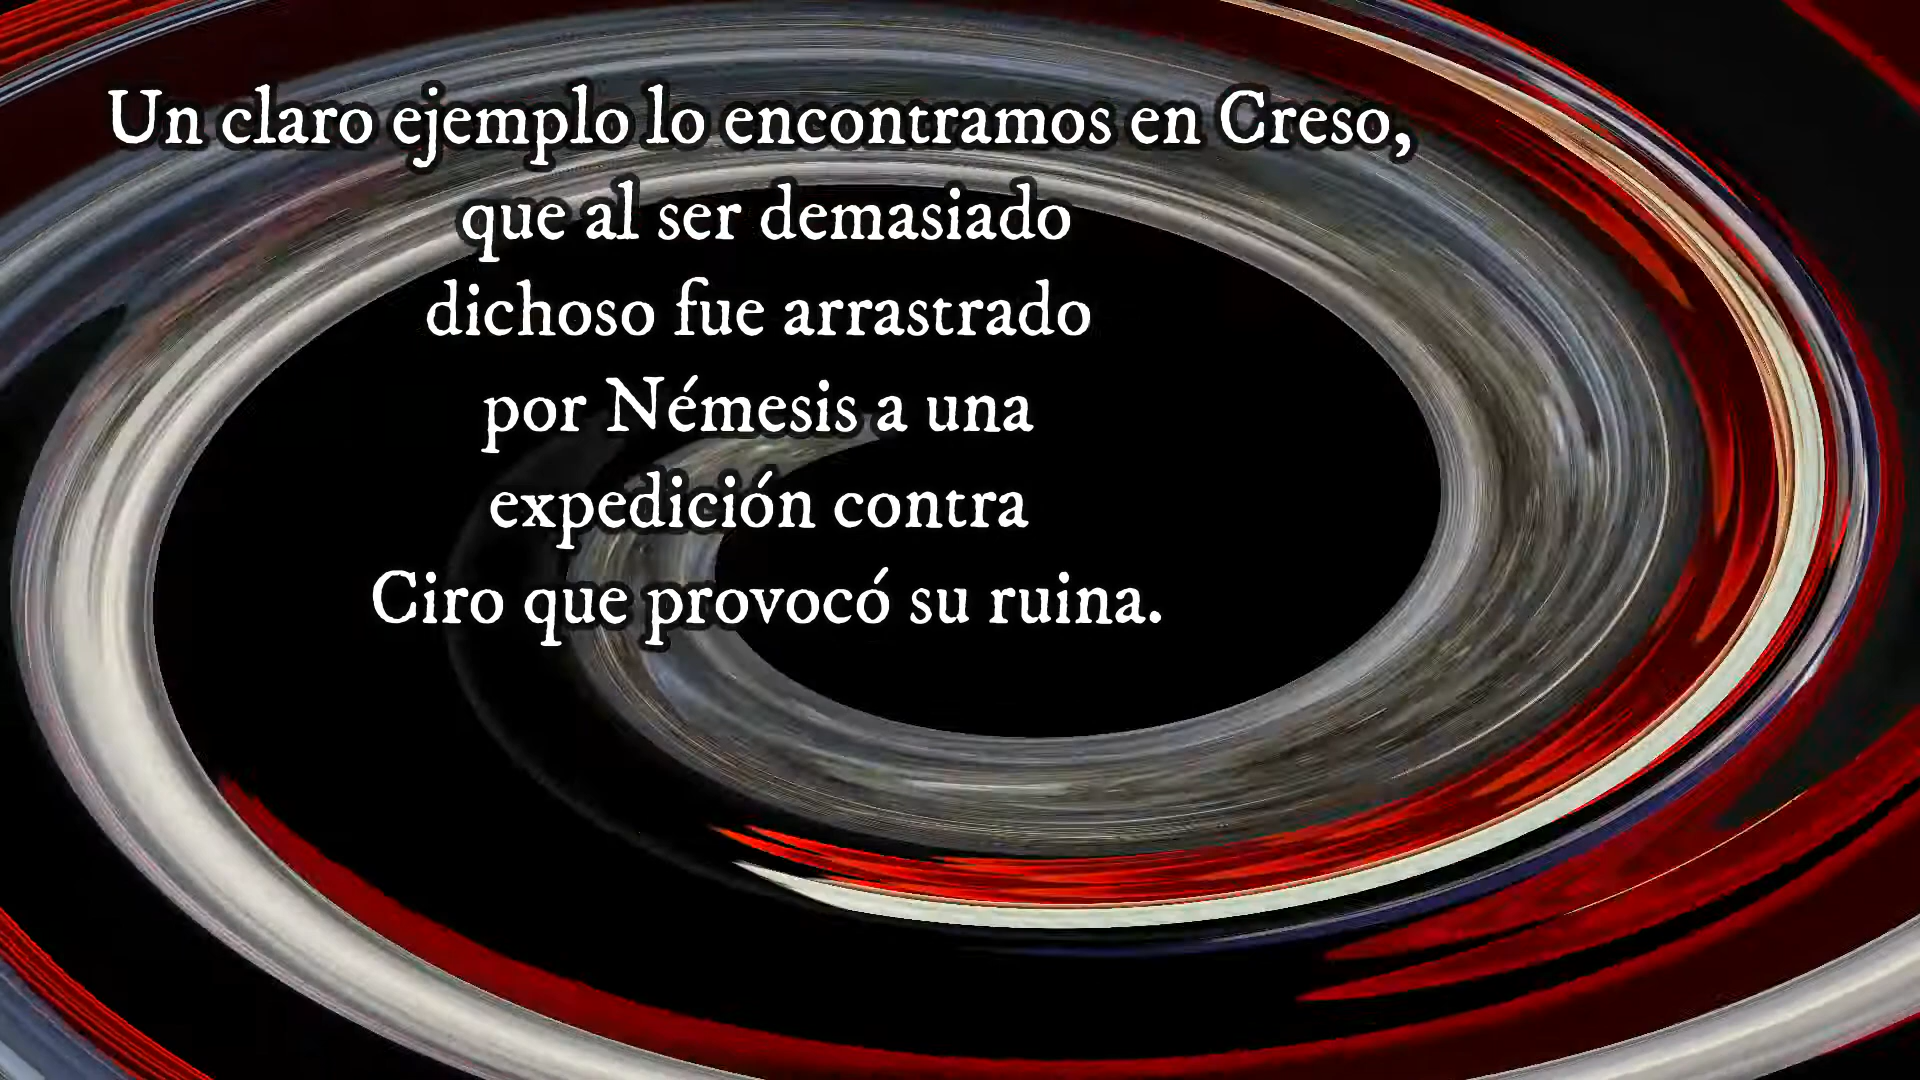 Un claro ejemplo lo encontramos en Creso,
que al ser demasiado
dichoso fue arrastrado
por Némesis a una
expedición contra
Ciro que provocó su ruina.